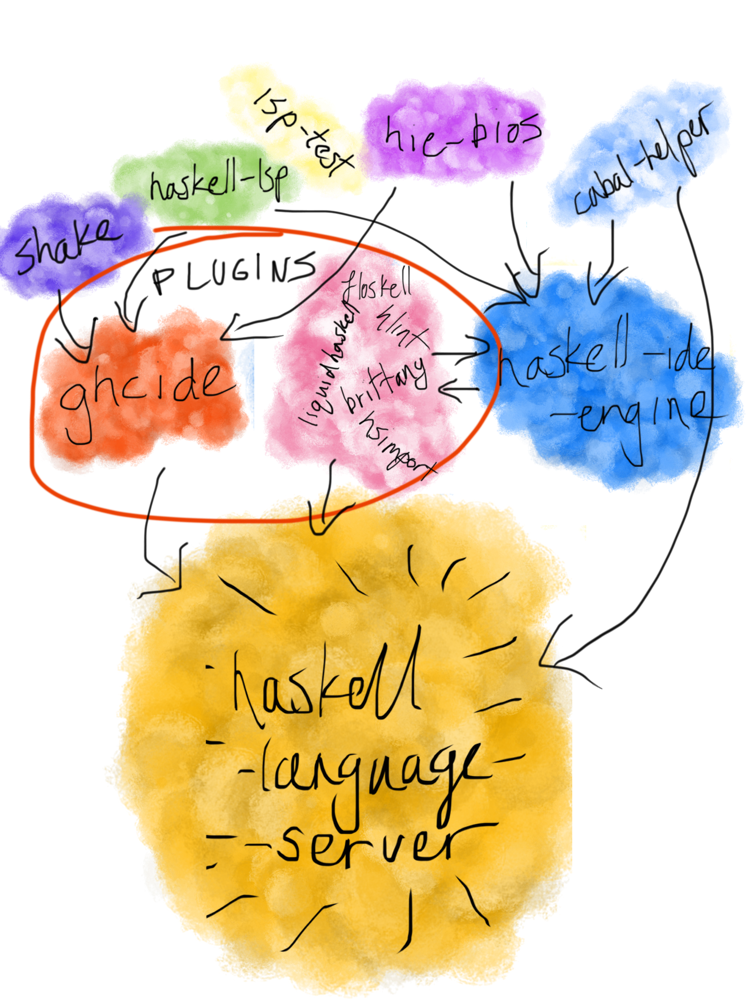 lsp-test
hie-bios
cabal-helper
haskell-lsp
shake
PLUGINS
floskell
hlint
liquidhaskell
brittany
hsimport
ghcide
haskell-ide
-engine
haskell
-language-
-server